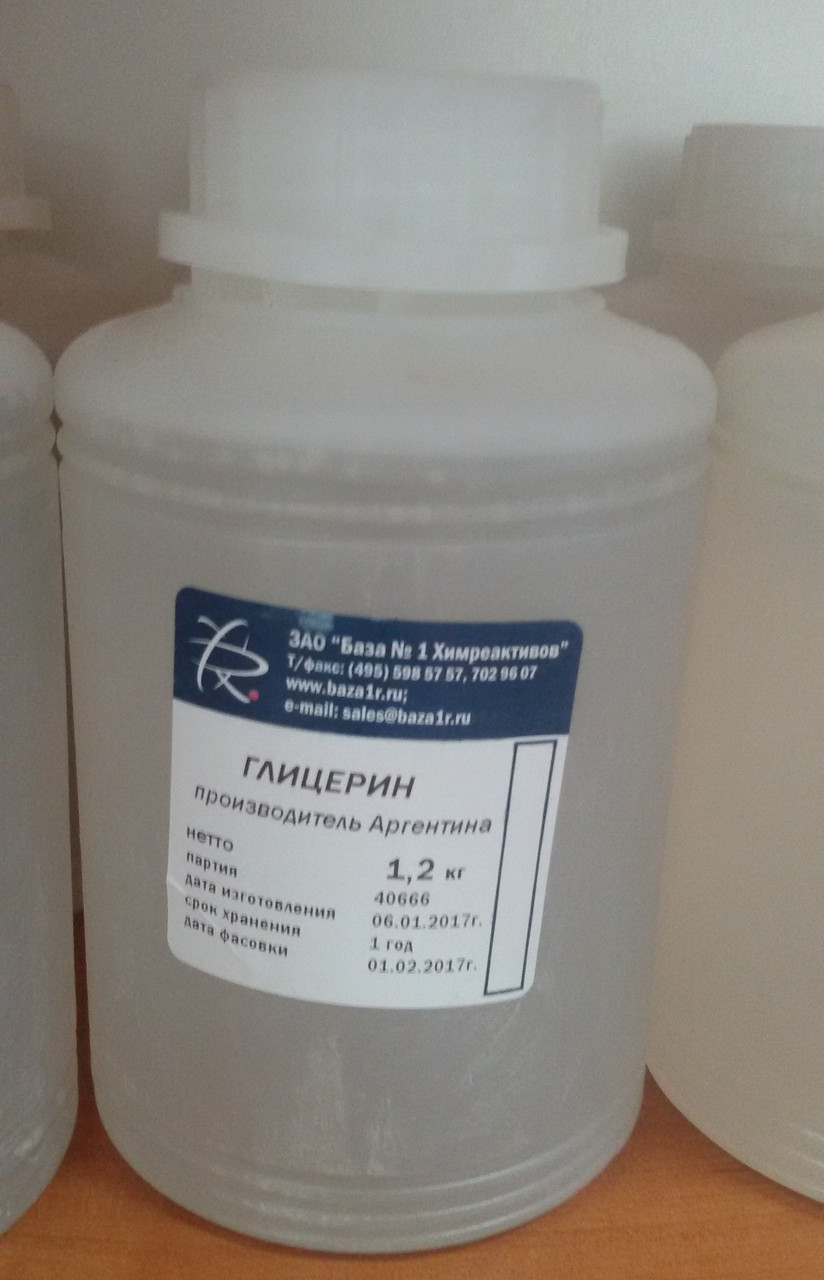 ЗАО "База № 1 Химреактивов"
Т/факс: (495) 598 57 57, 702 96 07
www.baza1r.ru;
e-mail: sales@baza1r.ru
ГЛИЦЕРИН
производитель Аргентина
нетто 1,2 кг
партия 40666
дата изготовления 06.01.2017г.
срок хранения 1 год
дата фасовки 01.02.2017г.